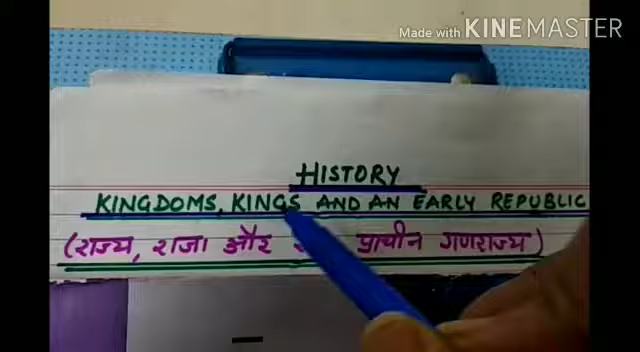 Made with KINEMASTER
HISTORY
KINGDOMS, KINGS AND AN EARLY REPUBLIC
(राज्य, राजा और प्राचीन गणराज्य)